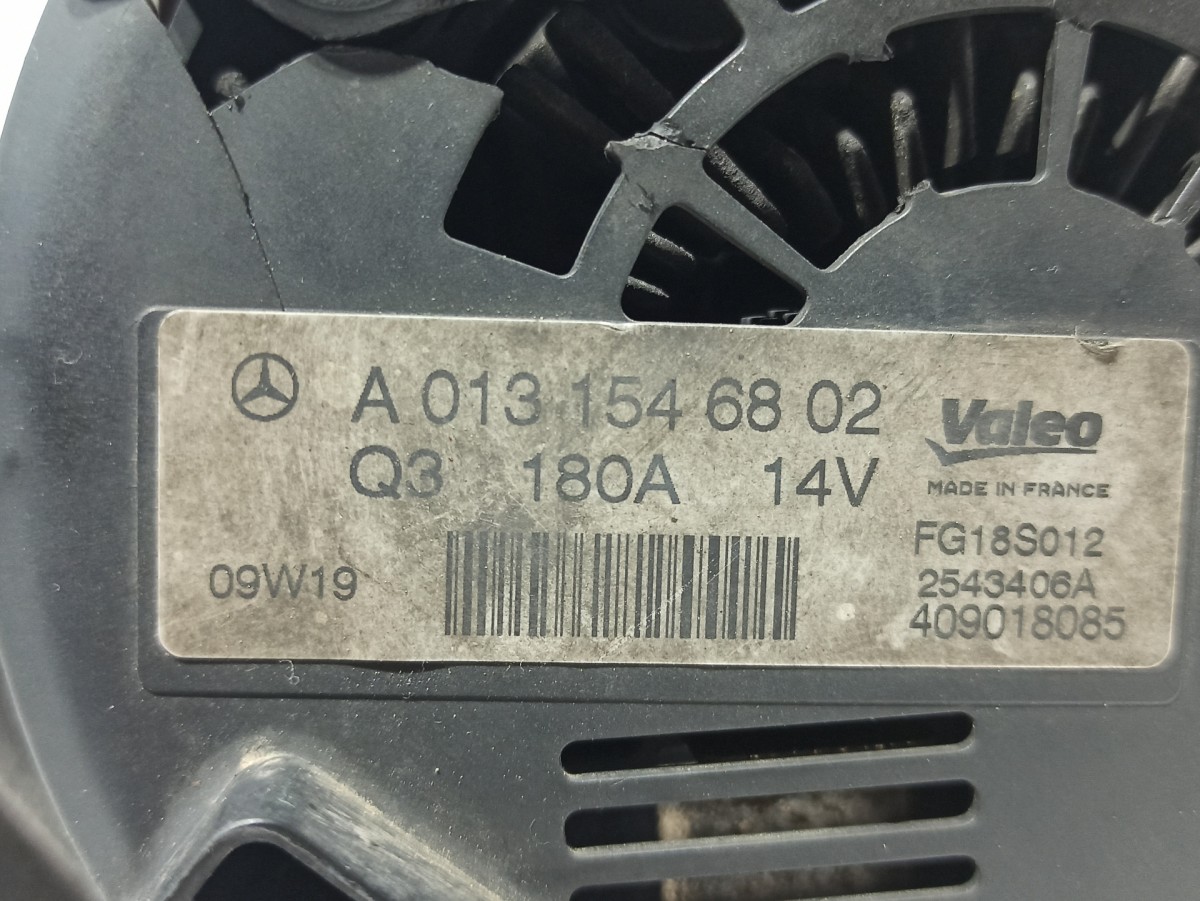 A 013 154 68 02
Q3 180A 14V
Valeo
MADE IN FRANCE
09W19
FG18S012
2543406A
409018085